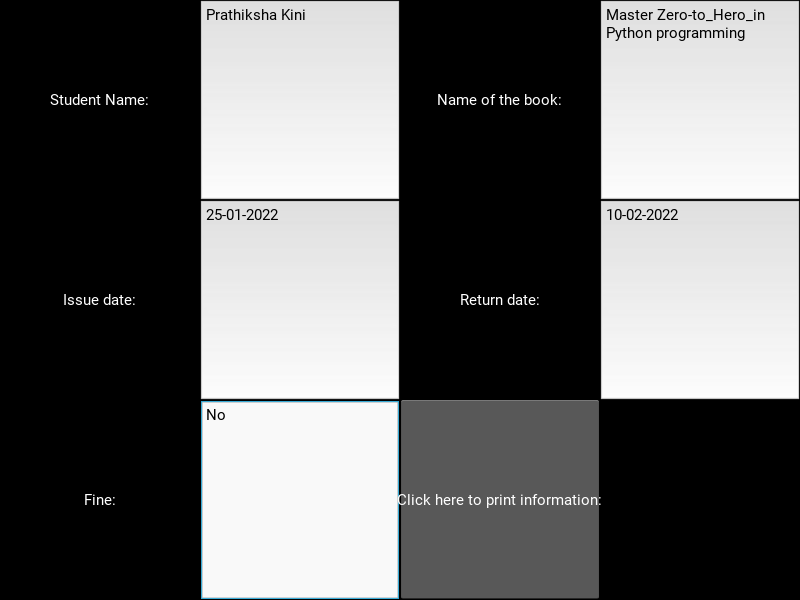 Student Name:
Prathiksha Kini
Name of the book:
Master Zero-to_Hero_in
Python programming
Issue date:
25-01-2022
Return date:
10-02-2022
Fine:
No
Click here to print information: